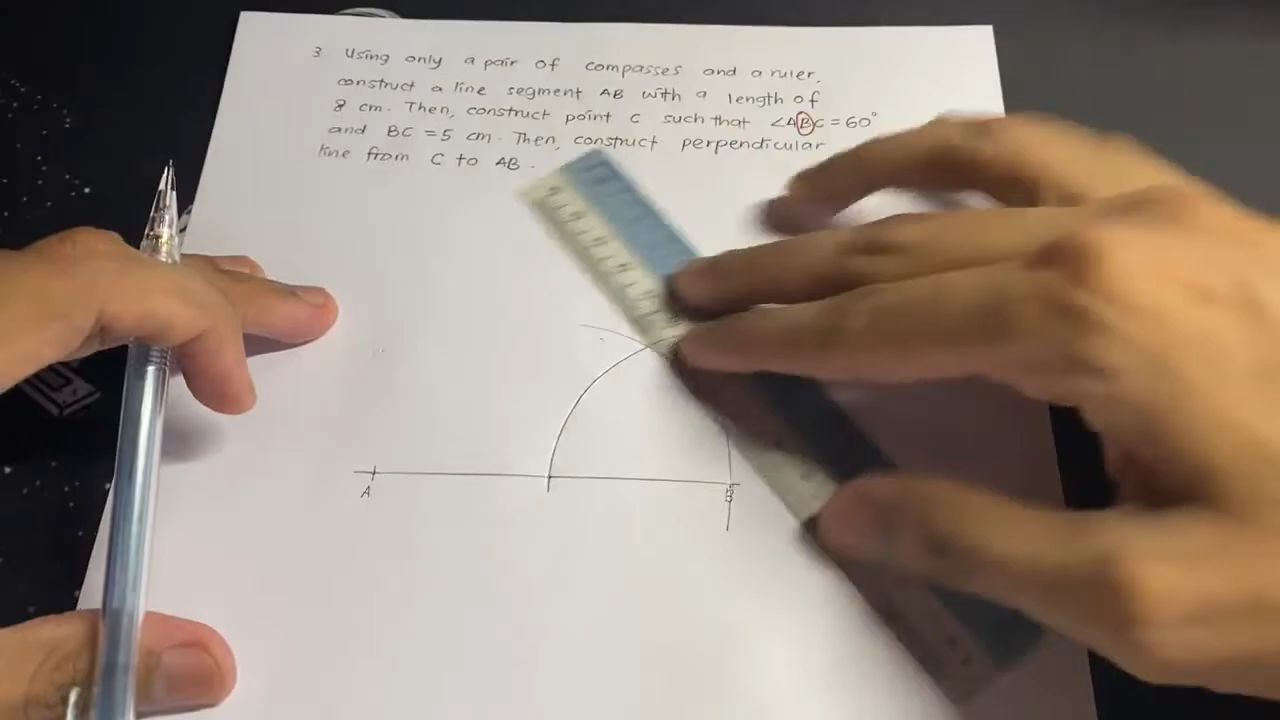 3 Using only a pair of compasses and a ruler,
construct a line segment AB with a length of
8 cm. Then, construct point C such that ∠ABC = 60°
and BC = 5 cm. Then, construct perpendicular
line from C to AB.
A
B